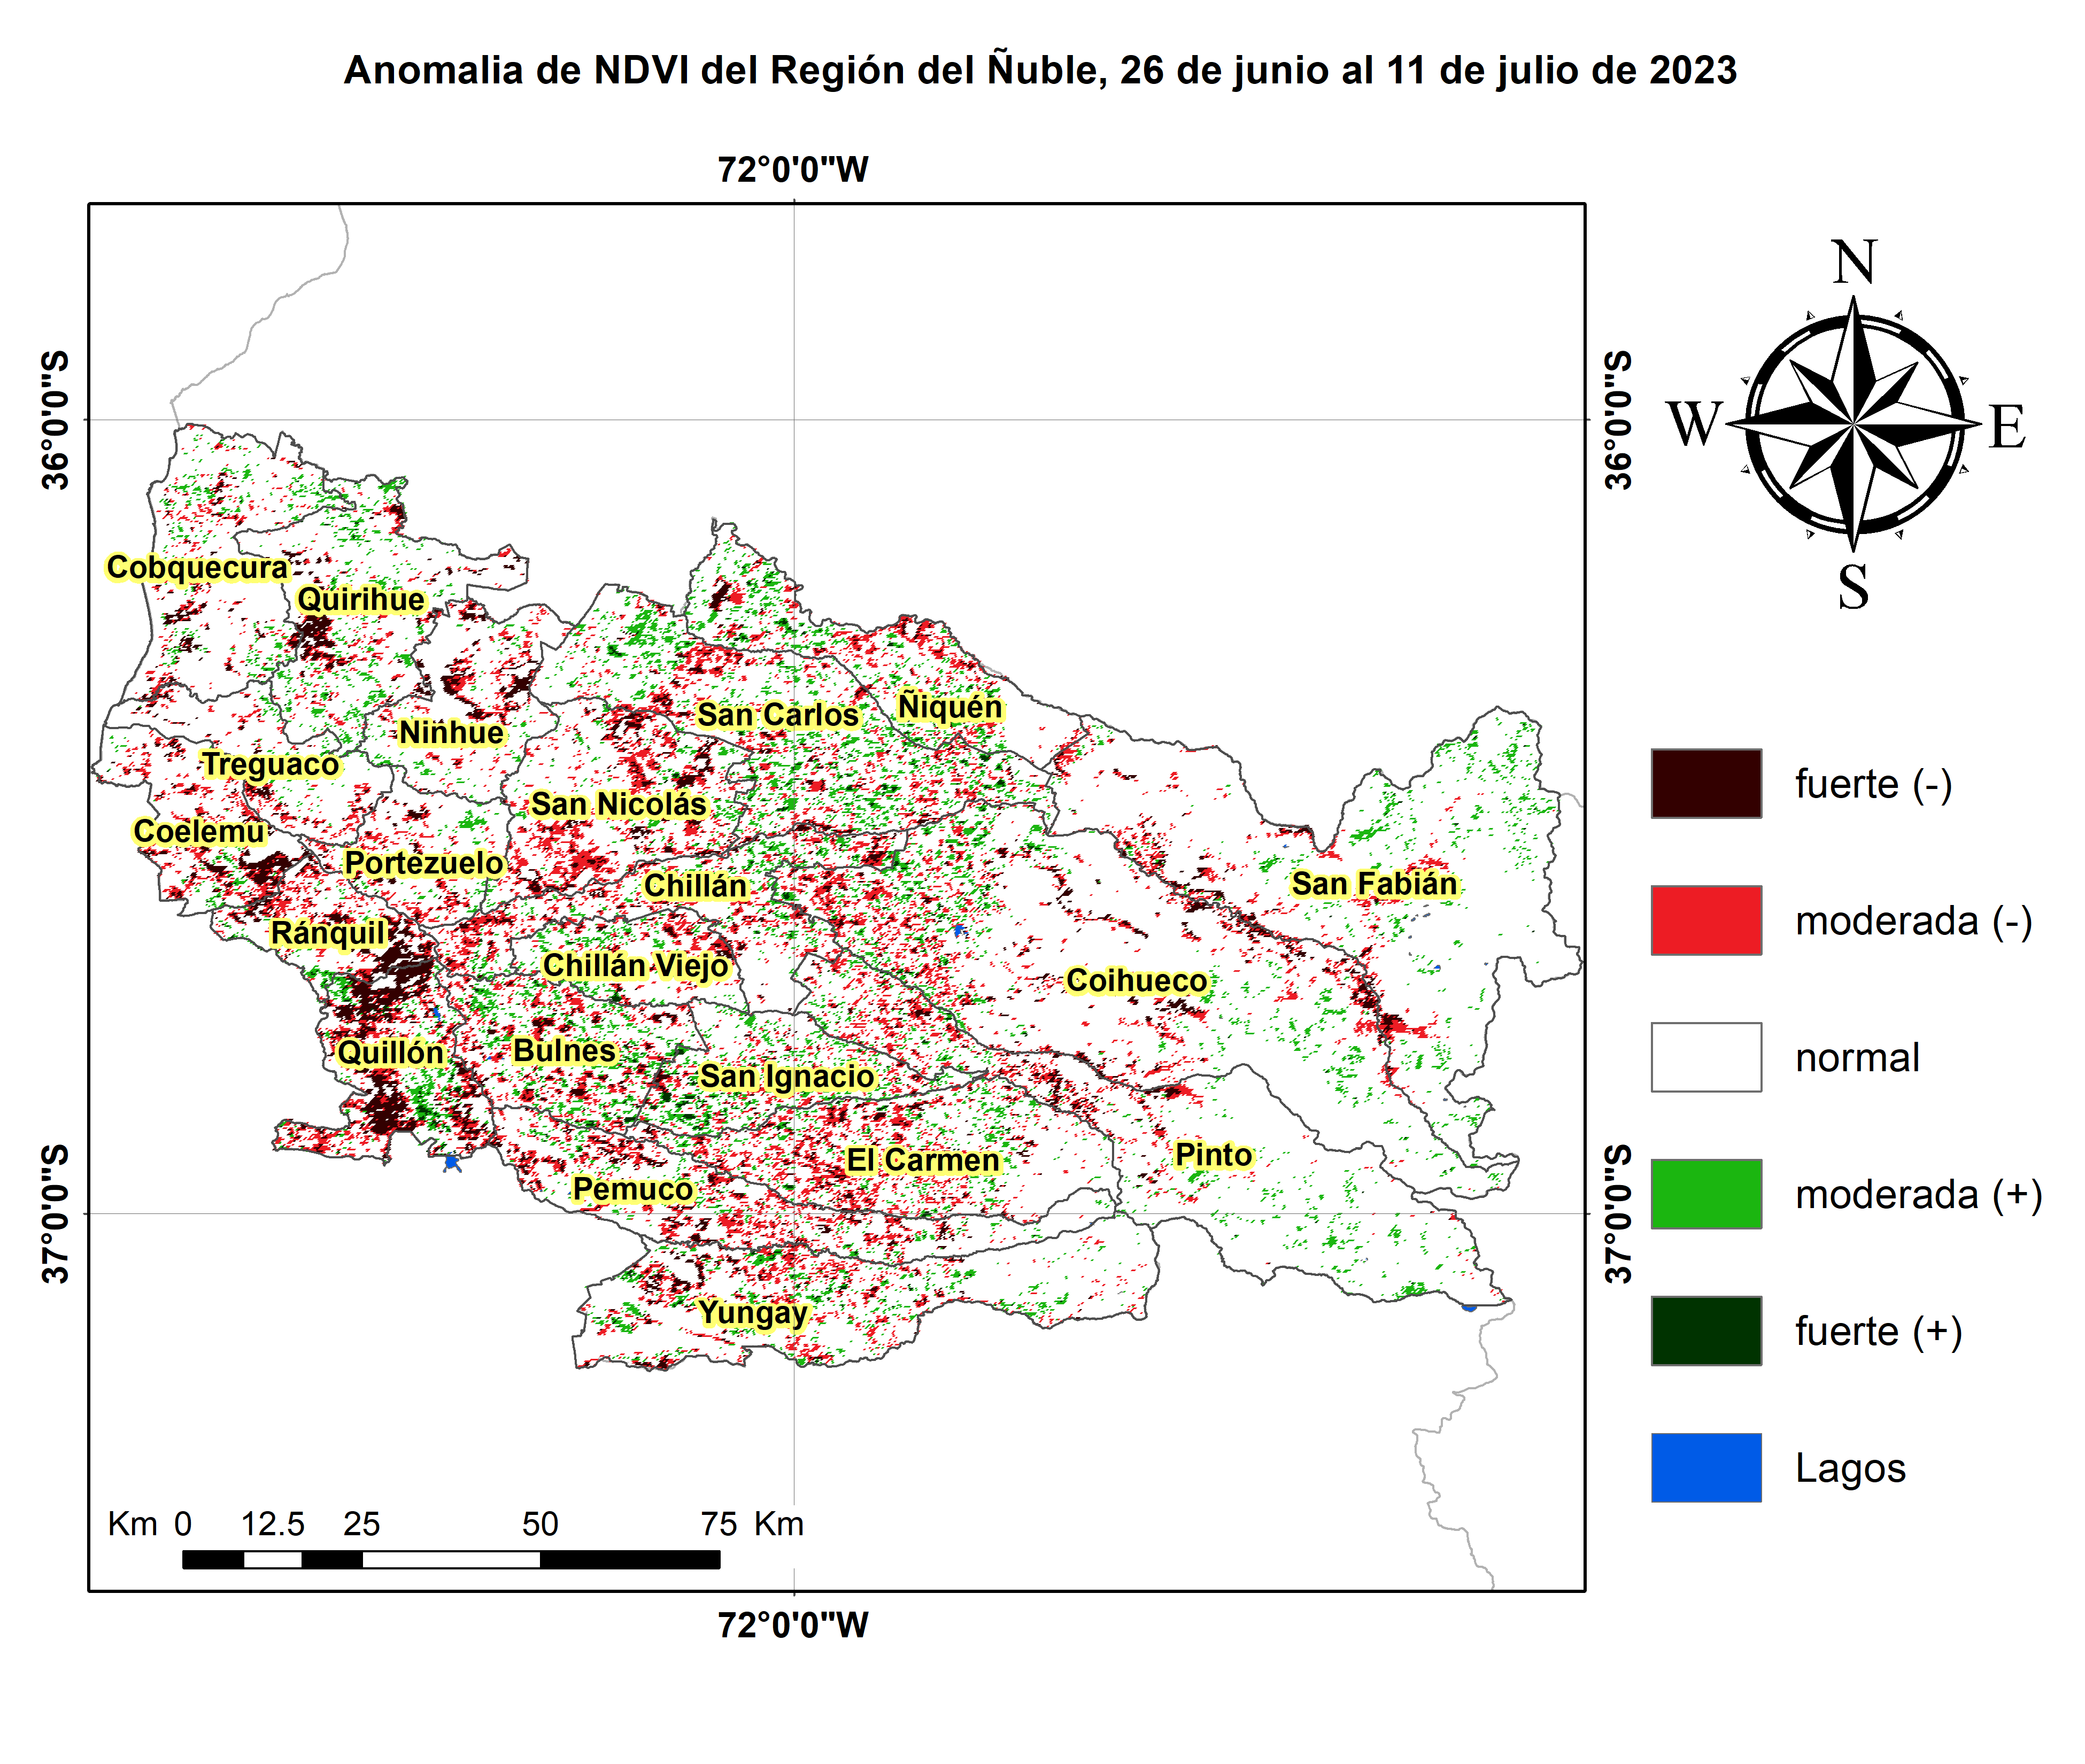 Anomalia de NDVI del Región del Ñuble, 26 de junio al 11 de julio de 2023
72°0'0"W
36°0'0"S
36°0'0"S
N
W
E
S
Cobquecura
Quirihue
San Carlos
Ñiquén
Ninhue
Treguaco
San Nicolás
Coelemu
Portezuelo
Chillán
San Fabián
Ránquil
Chillán Viejo
Coihueco
Quillón
Bulnes
San Ignacio
El Carmen
Pinto
Pemuco
Yungay
37°0'0"S
37°0'0"S
fuerte (-)
moderada (-)
normal
moderada (+)
fuerte (+)
Lagos
Km 0 12.5 25 50 75 Km
72°0'0"W